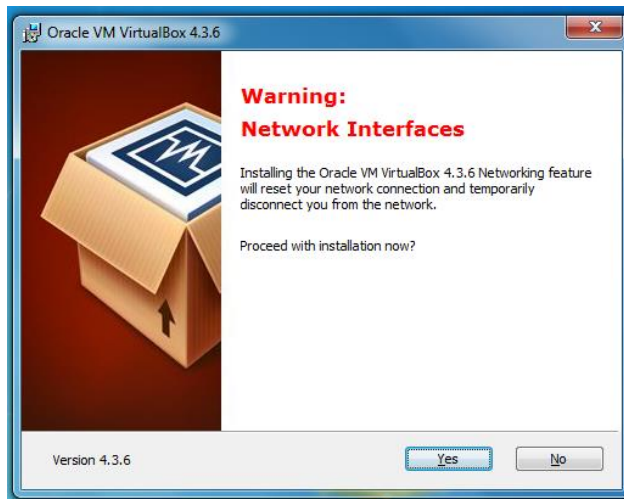 Oracle VM VirtualBox 4.3.6
Warning:
Network Interfaces
Installing the Oracle VM VirtualBox 4.3.6 Networking feature
will reset your network connection and temporarily
disconnect you from the network.
Proceed with installation now?
Version 4.3.6
Yes
No